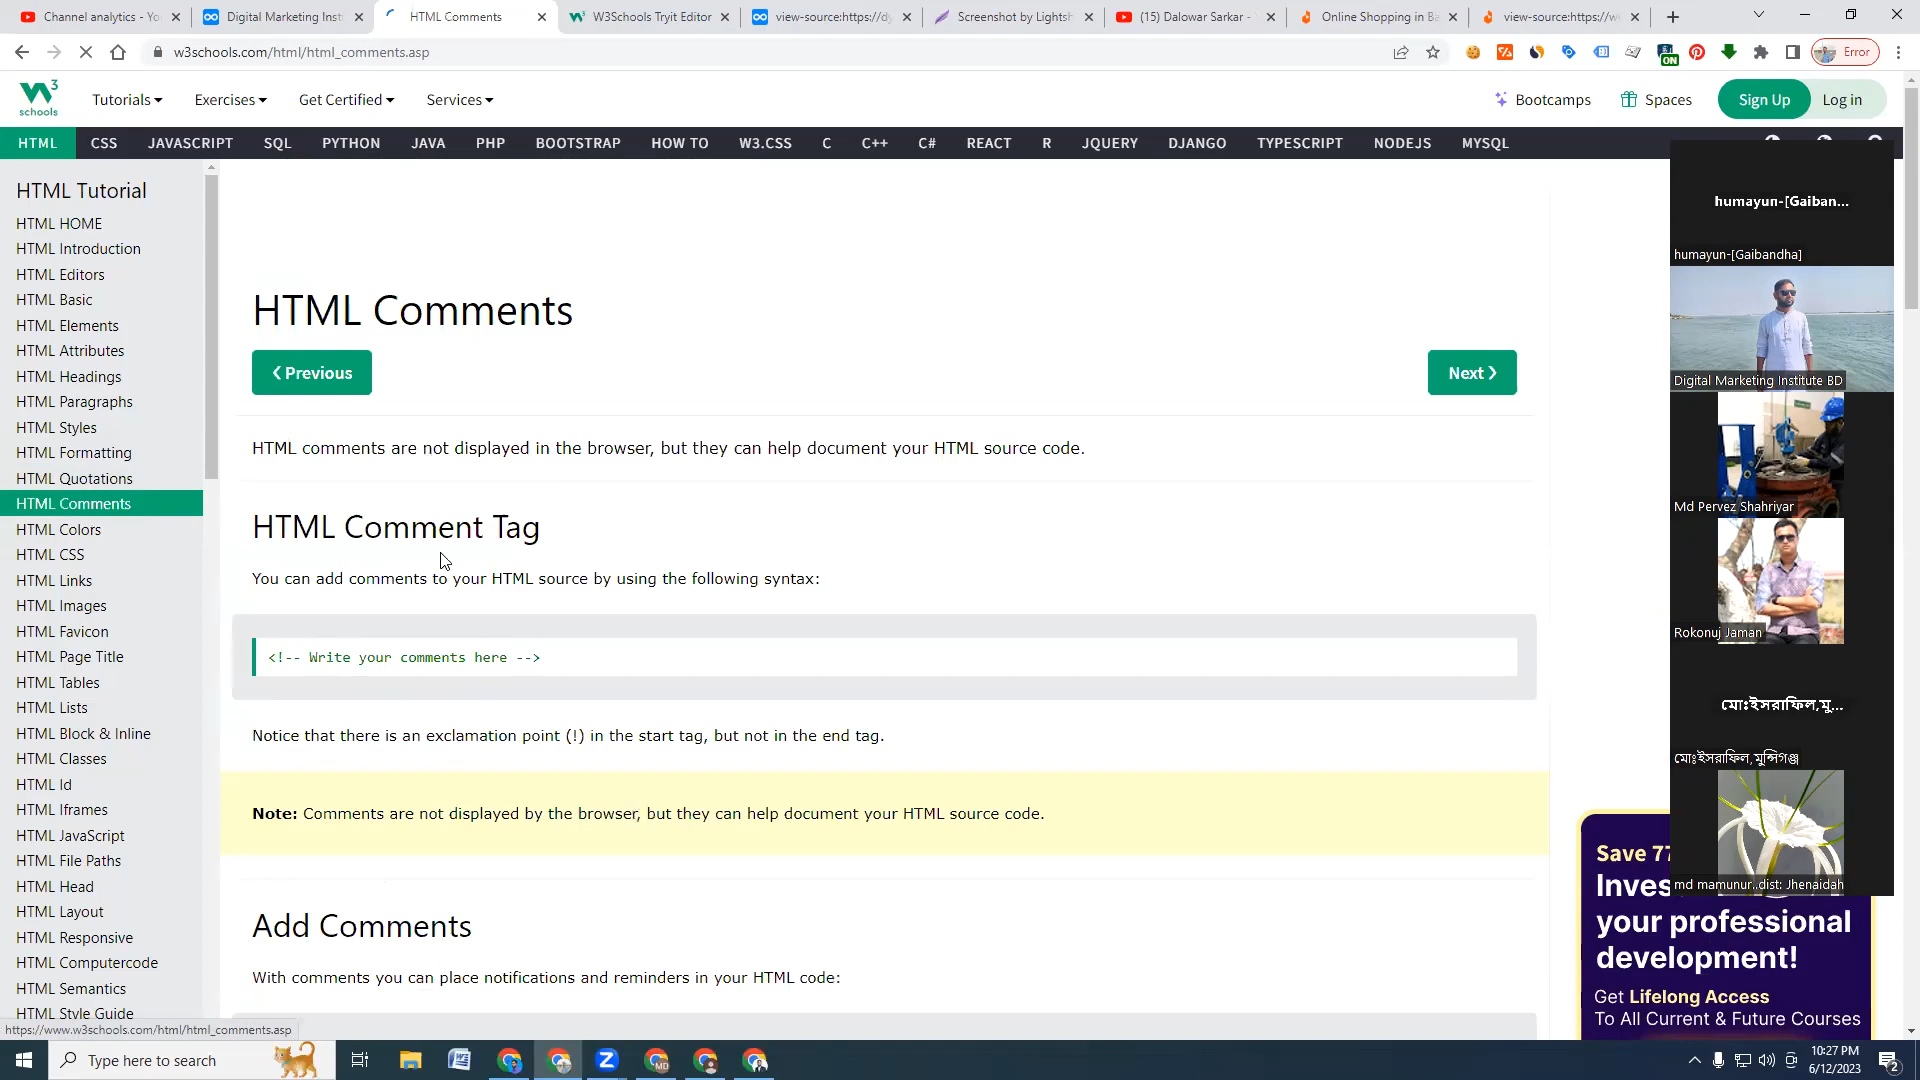 Channel analytics - Yo
Digital Marketing Inst
HTML Comments
W3Schools Tryit Editor
view-source:https://dy
Screenshot by Lightsh
(15) Dalowar Sarkar -
Online Shopping in Ba
view-source:https://w
w3schools.com/html/html_comments.asp
ON
Error
W3 schools
Tutorials
Exercises
Get Certified
Services
Bootcamps
Spaces
Sign Up
Log in
HTML
CSS
JAVASCRIPT
SQL
PYTHON
JAVA
PHP
BOOTSTRAP
HOW TO
W3.CSS
C
C++
C#
REACT
R
JQUERY
DJANGO
TYPESCRIPT
NODEJS
MYSQL
HTML Tutorial
HTML HOME
HTML Introduction
HTML Editors
HTML Basic
HTML Elements
HTML Attributes
HTML Headings
HTML Paragraphs
HTML Styles
HTML Formatting
HTML Quotations
HTML Comments
HTML Colors
HTML CSS
HTML Links
HTML Images
HTML Favicon
HTML Page Title
HTML Tables
HTML Lists
HTML Block & Inline
HTML Classes
HTML Id
HTML Iframes
HTML JavaScript
HTML File Paths
HTML Head
HTML Layout
HTML Responsive
HTML Computercode
HTML Semantics
HTML Style Guide
HTML Comments
❮ Previous
Next ❯
HTML comments are not displayed in the browser, but they can help document your HTML source code.
HTML Comment Tag
You can add comments to your HTML source by using the following syntax:
<!-- Write your comments here -->
Notice that there is an exclamation point (!) in the start tag, but not in the end tag.
Note: Comments are not displayed by the browser, but they can help document your HTML source code.
Add Comments
With comments you can place notifications and reminders in your HTML code:
humayun-[Gaiban...
humayun-[Gaibandha]
Digital Marketing Institute BD
Md Pervez Shahriyar
Rokonuj Jaman
মোঃইসরাফিল,মু...
মোঃইসরাফিল,মুন্সিগঞ্জ
md mamunur..dist: Jhenaidah
Save 77
Inves
your professional
development!
Get Lifelong Access
To All Current & Future Courses
https://www.w3schools.com/html/html_comments.asp
Type here to search
MD
10:27 PM
6/12/2023
2